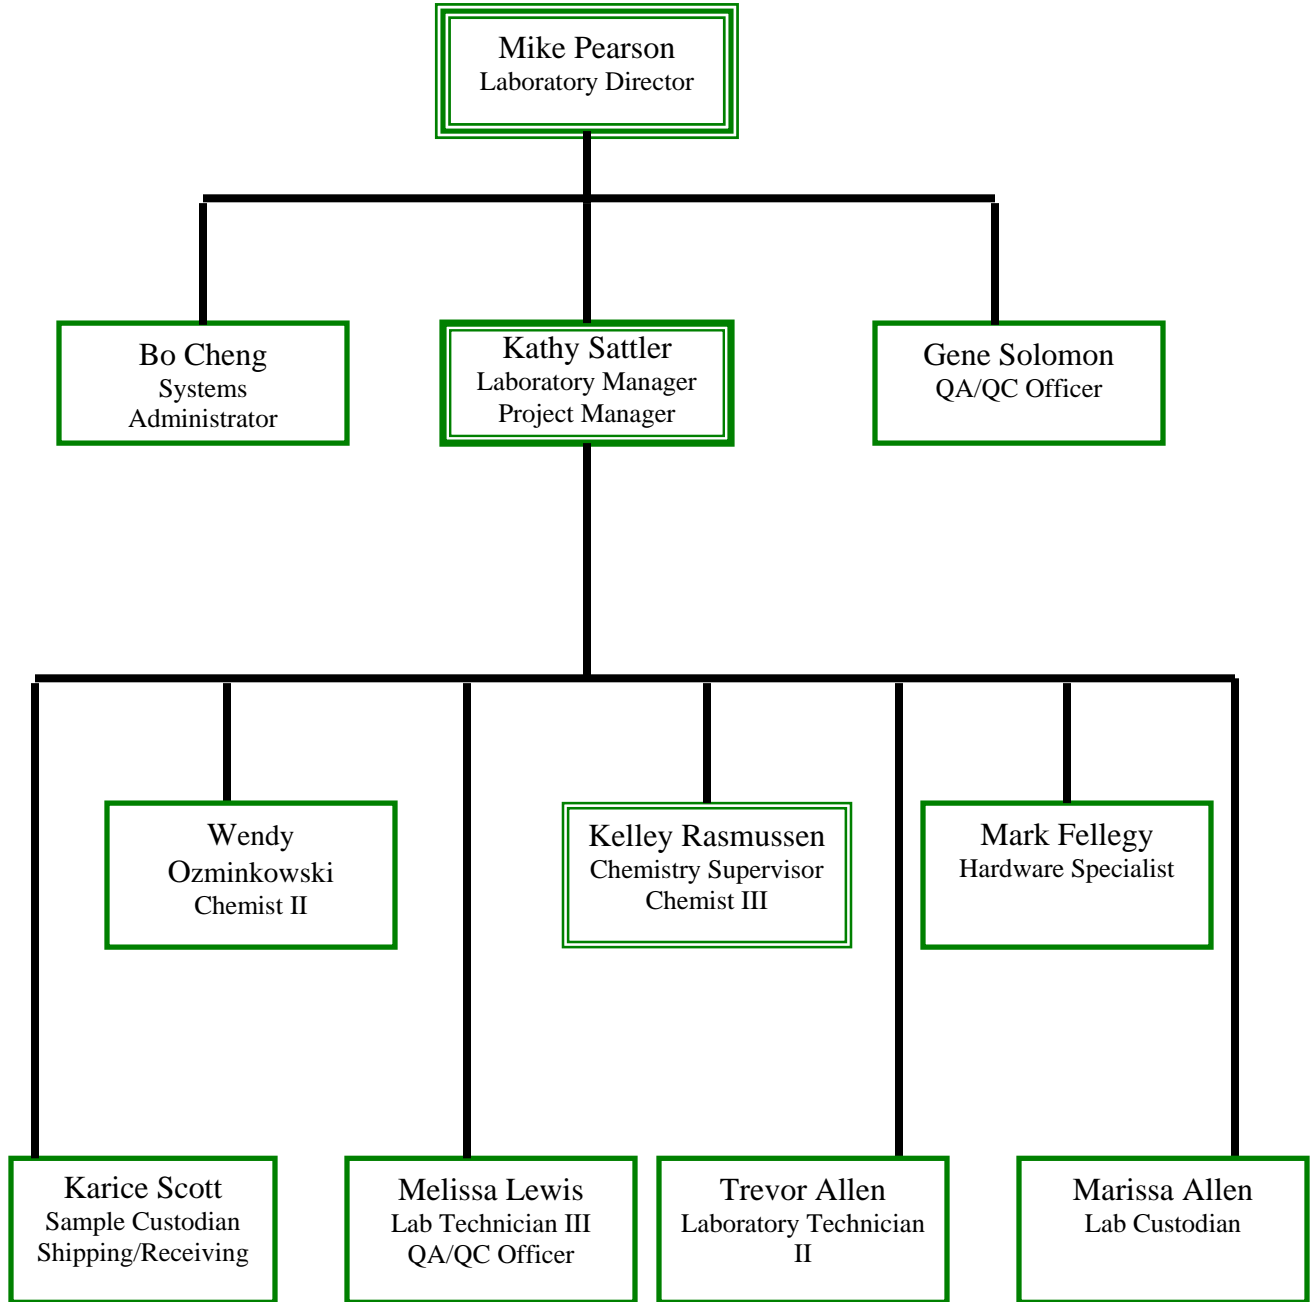 Mike Pearson
Laboratory Director
Bo Cheng
Systems
Administrator
Kathy Sattler
Laboratory Manager
Project Manager
Gene Solomon
QA/QC Officer
Wendy
Ozminkowski
Chemist II
Kelley Rasmussen
Chemistry Supervisor
Chemist III
Mark Fellegy
Hardware Specialist
Karice Scott
Sample Custodian
Shipping/Receiving
Melissa Lewis
Lab Technician III
QA/QC Officer
Trevor Allen
Laboratory Technician
II
Marissa Allen
Lab Custodian